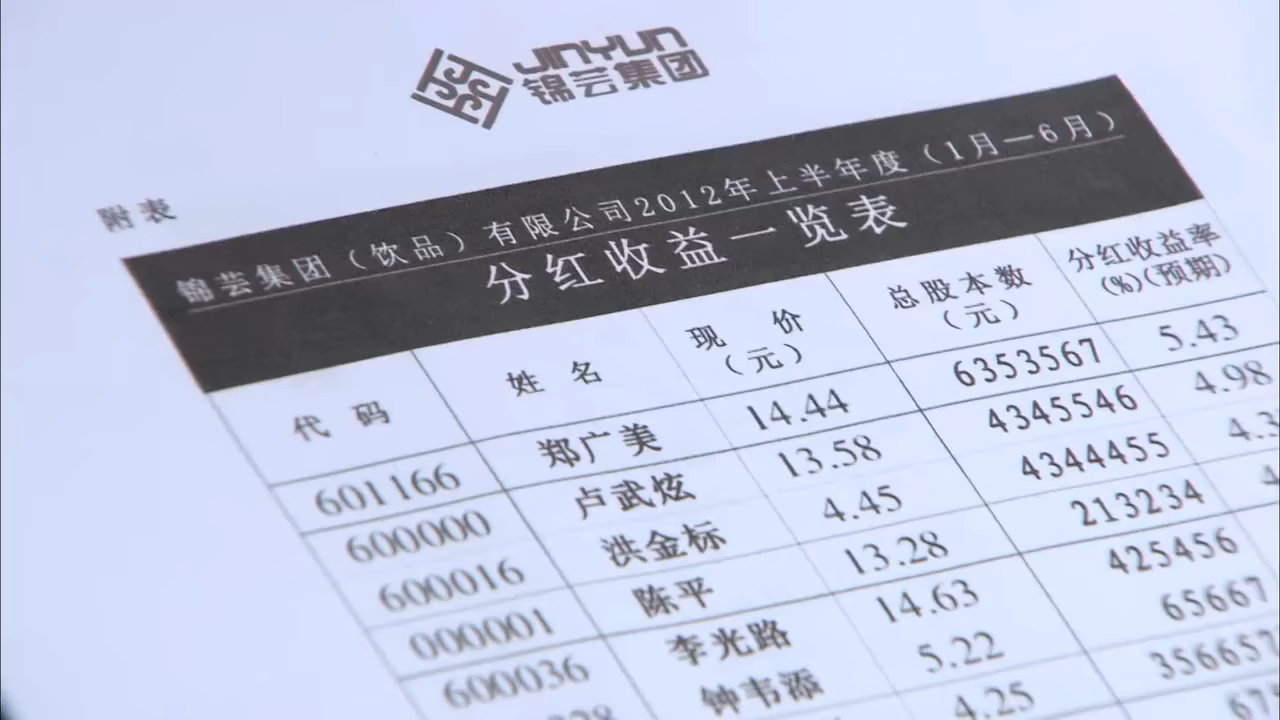 JINYUN
锦芸集团
附表
锦芸集团（饮品）有限公司2012年上半年度（1月—6月）
分红收益一览表
代 码 姓 名 现 价（元） 总股本数（元） 分红收益率(%)(预期)
601166 郑广美 14.44 6353567 5.43
600000 卢武炫 13.58 4345546 4.98
600016 洪金标 4.45 4344455 4.3
000001 陈平 13.28 213234
600036 李光路 14.63 425456
钟韦添 5.22 65667
4.25 356657